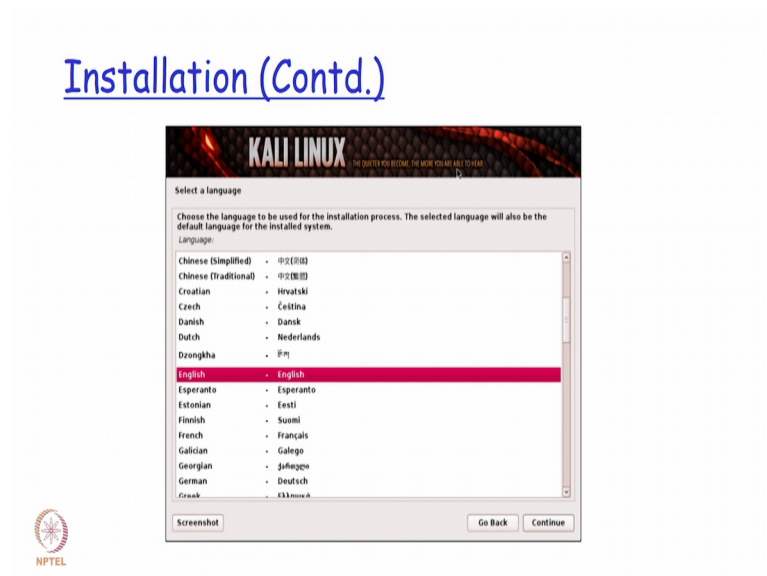 Installation (Contd.)
KALI LINUX THE QUIETER YOU BECOME, THE MORE YOU ARE ABLE TO HEAR
Select a language
Choose the language to be used for the installation process. The selected language will also be the
default language for the installed system.
Language:
Chinese (Simplified) - 中文(简体)
Chinese (Traditional) - 中文(繁體)
Croatian - Hrvatski
Czech - Čeština
Danish - Dansk
Dutch - Nederlands
Dzongkha -
English - English
Esperanto - Esperanto
Estonian - Eesti
Finnish - Suomi
French - Français
Galician - Galego
Georgian - ქართული
German - Deutsch
Greek - Ελληνικά
Screenshot Go Back Continue
NPTEL